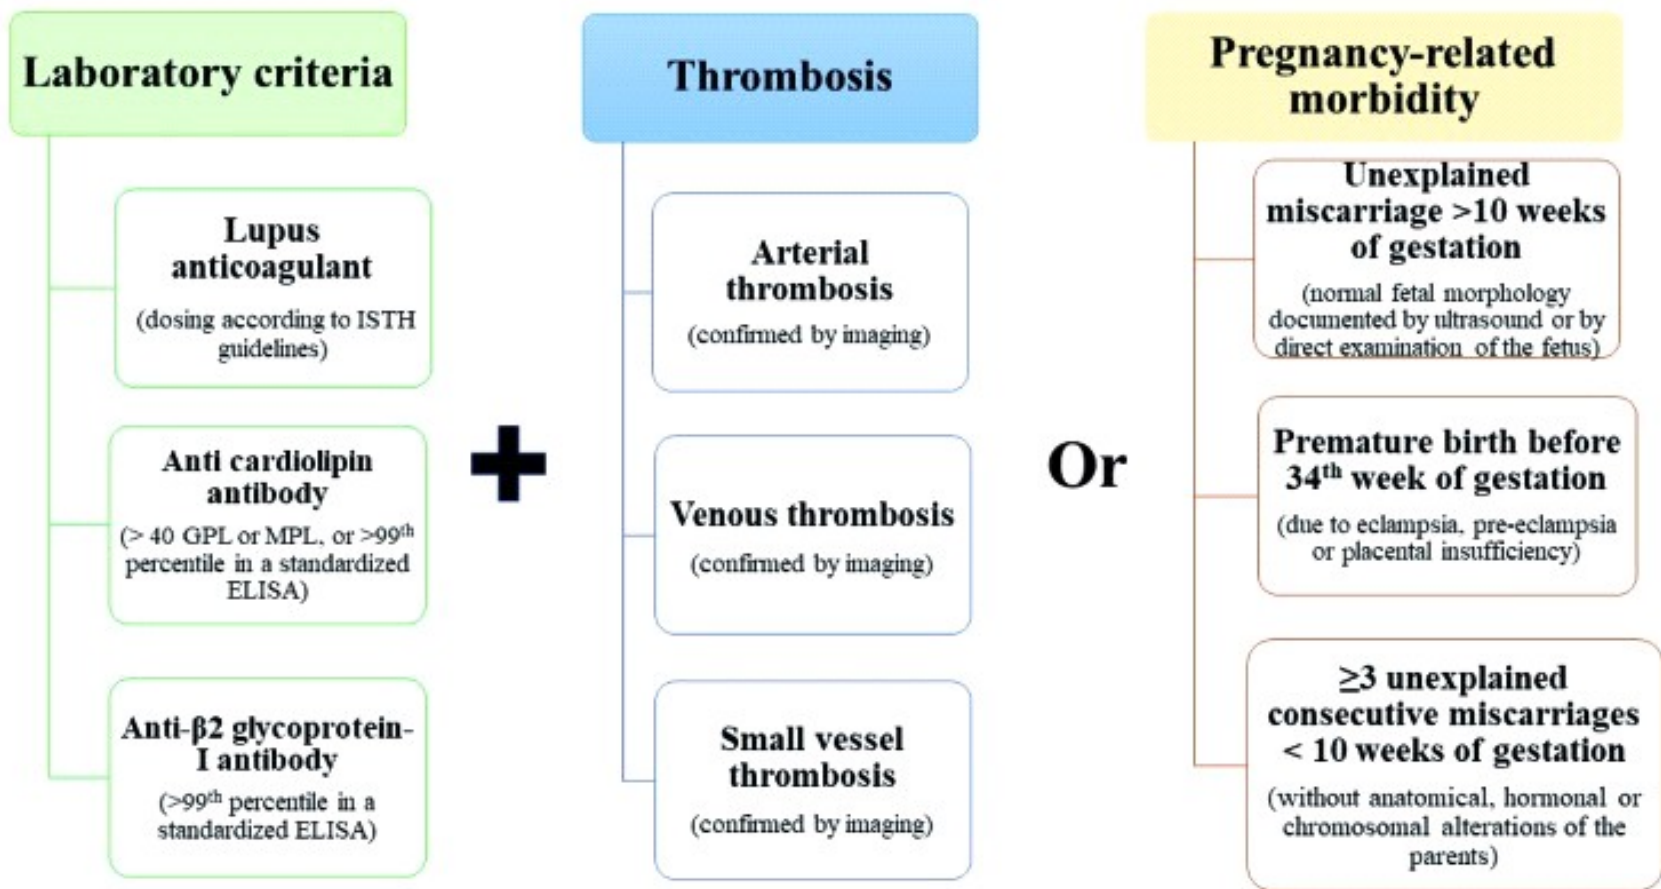 Laboratory criteria
Lupus
anticoagulant
(dosing according to ISTH
guidelines)
Anti cardiolipin
antibody
(> 40 GPL or MPL, or >99th
percentile in a standardized
ELISA)
Anti-β2 glycoprotein-
I antibody
(>99th percentile in a
standardized ELISA)
+
Thrombosis
Arterial
thrombosis
(confirmed by imaging)
Venous thrombosis
(confirmed by imaging)
Small vessel
thrombosis
(confirmed by imaging)
Or
Pregnancy-related
morbidity
Unexplained
miscarriage >10 weeks
of gestation
(normal fetal morphology
documented by ultrasound or by
direct examination of the fetus)
Premature birth before
34th week of gestation
(due to eclampsia, pre-eclampsia
or placental insufficiency)
≥3 unexplained
consecutive miscarriages
< 10 weeks of gestation
(without anatomical, hormonal or
chromosomal alterations of the
parents)